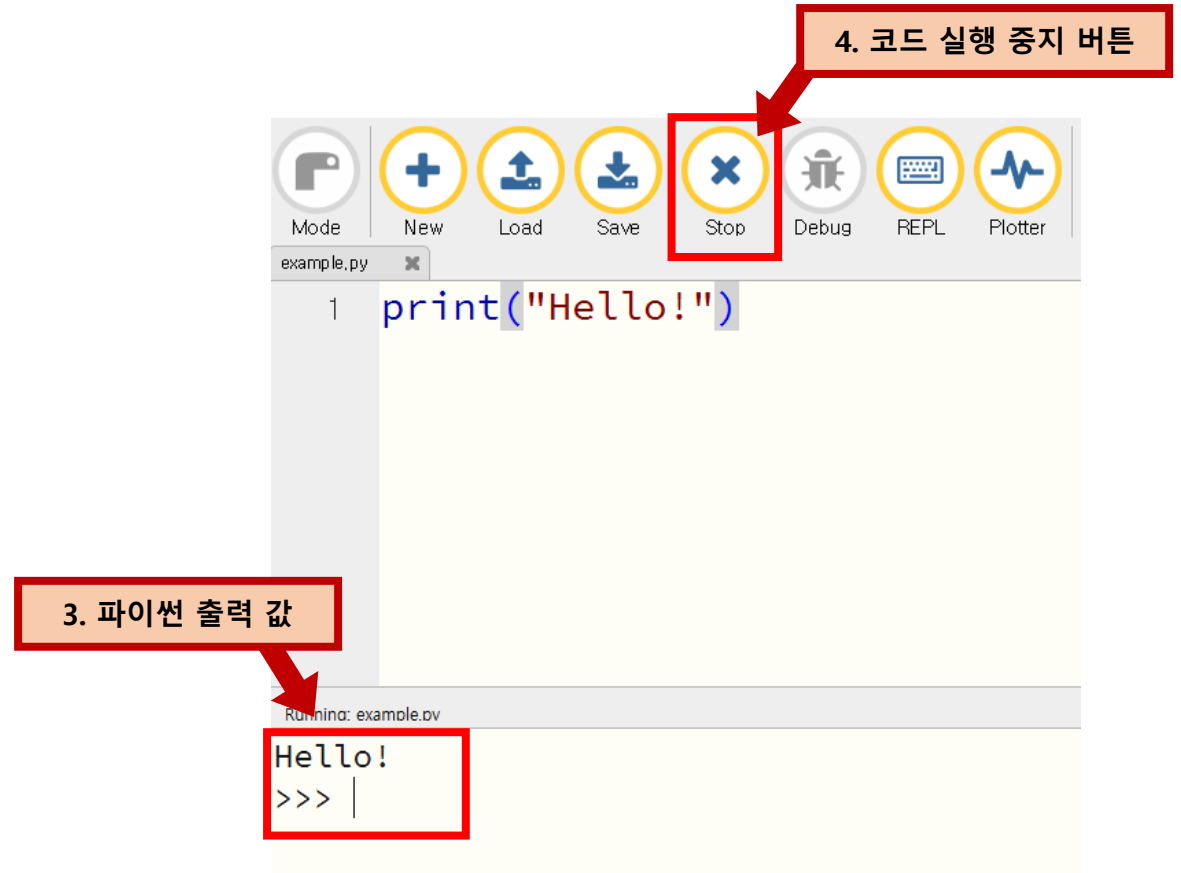 4. 코드 실행 중지 버튼
Mode New Load Save Stop Debug REPL Plotter
example.py
1 print("Hello!")
3. 파이썬 출력 값
Running: example.py
Hello!
>>>